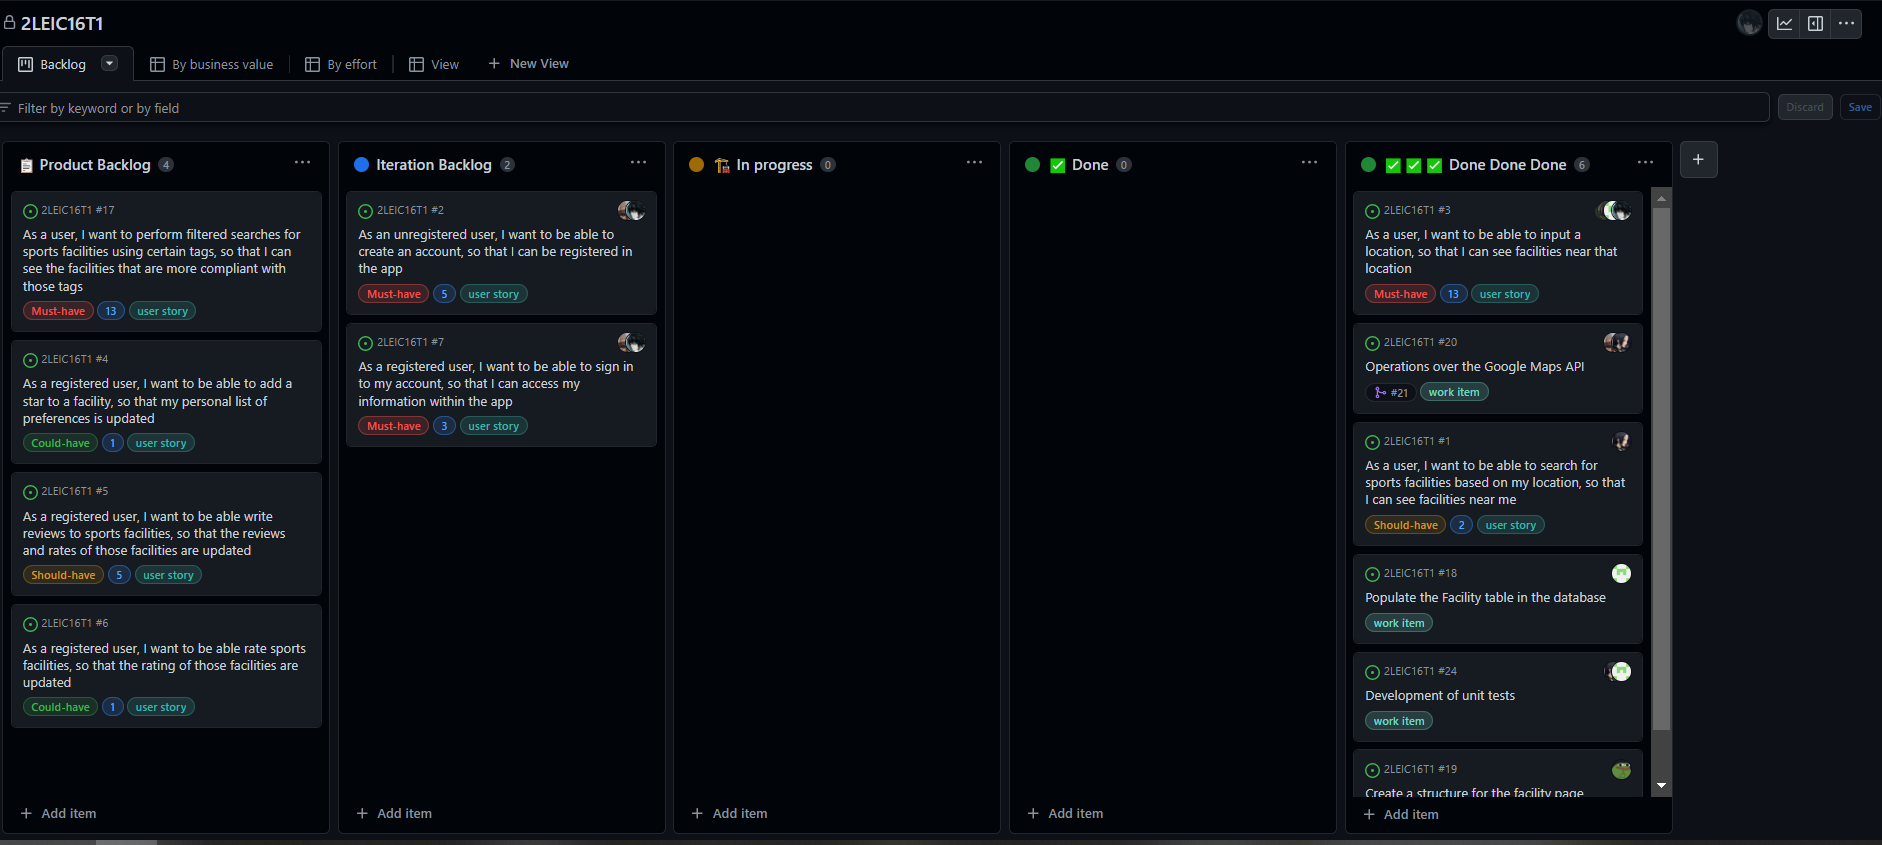 2LEIC16T1
Backlog
By business value
By effort
View
New View
Filter by keyword or by field
Discard
Save
Product Backlog 4
2LEIC16T1 #17
As a user, I want to perform filtered searches for
sports facilities using certain tags, so that I can
see the facilities that are more compliant with
those tags
Must-have 13 user story
2LEIC16T1 #4
As a registered user, I want to be able to add a
star to a facility, so that my personal list of
preferences is updated
Could-have 1 user story
2LEIC16T1 #5
As a registered user, I want to be able write
reviews to sports facilities, so that the reviews
and rates of those facilities are updated
Should-have 5 user story
2LEIC16T1 #6
As a registered user, I want to be able rate sports
facilities, so that the rating of those facilities are
updated
Could-have 1 user story
Add item
Iteration Backlog 2
2LEIC16T1 #2
As an unregistered user, I want to be able to
create an account, so that I can be registered in
the app
Must-have 5 user story
2LEIC16T1 #7
As a registered user, I want to be able to sign in
to my account, so that I can access my
information within the app
Must-have 3 user story
Add item
In progress 0
Add item
Done 0
Add item
Done Done Done 6
2LEIC16T1 #3
As a user, I want to be able to input a
location, so that I can see facilities near that
location
Must-have 13 user story
2LEIC16T1 #20
Operations over the Google Maps API
#21 work item
2LEIC16T1 #1
As a user, I want to be able to search for
sports facilities based on my location, so that
I can see facilities near me
Should-have 2 user story
2LEIC16T1 #18
Populate the Facility table in the database
work item
2LEIC16T1 #24
Development of unit tests
work item
2LEIC16T1 #19
Create a structure for the facility page
Add item